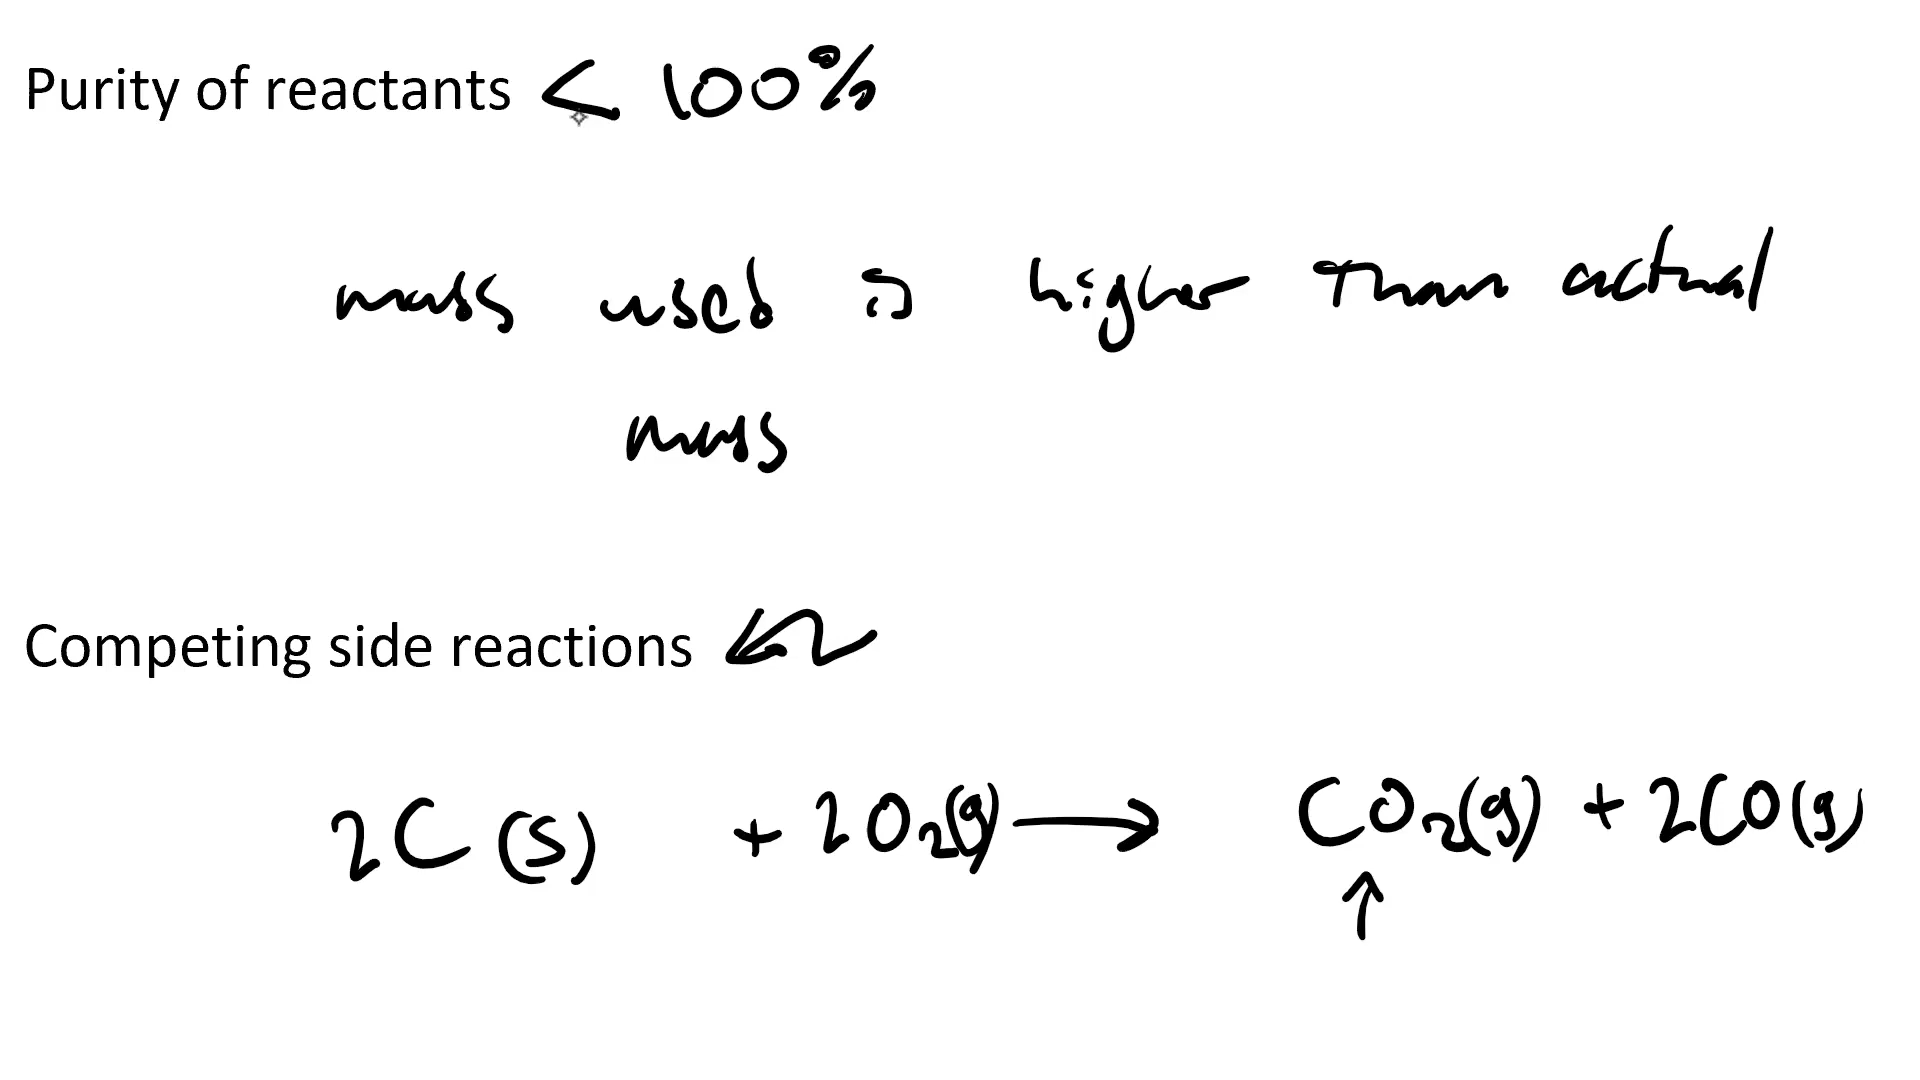 Purity of reactants < 100%
mass used is higher than actual
mass
Competing side reactions
2C (s) + 2O₂(g) → CO₂(g) + 2CO(g)